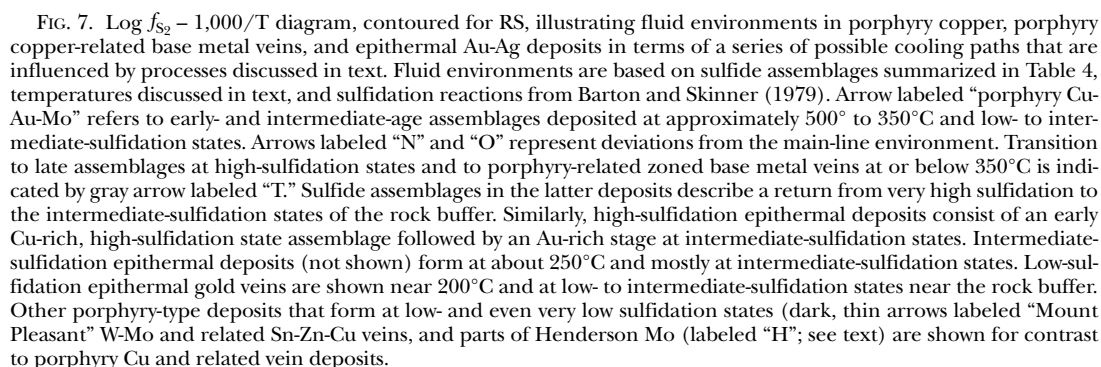 FIG. 7. Log fS2 – 1,000/T diagram, contoured for RS, illustrating fluid environments in porphyry copper, porphyry
copper-related base metal veins, and epithermal Au-Ag deposits in terms of a series of possible cooling paths that are
influenced by processes discussed in text. Fluid environments are based on sulfide assemblages summarized in Table 4,
temperatures discussed in text, and sulfidation reactions from Barton and Skinner (1979). Arrow labeled “porphyry Cu-
Au-Mo” refers to early- and intermediate-age assemblages deposited at approximately 500° to 350°C and low- to inter-
mediate-sulfidation states. Arrows labeled “N” and “O” represent deviations from the main-line environment. Transition
to late assemblages at high-sulfidation states and to porphyry-related zoned base metal veins at or below 350°C is indi-
cated by gray arrow labeled “T.” Sulfide assemblages in the latter deposits describe a return from very high sulfidation to
the intermediate-sulfidation states of the rock buffer. Similarly, high-sulfidation epithermal deposits consist of an early
Cu-rich, high-sulfidation state assemblage followed by an Au-rich stage at intermediate-sulfidation states. Intermediate-
sulfidation epithermal deposits (not shown) form at about 250°C and mostly at intermediate-sulfidation states. Low-sul-
fidation epithermal gold veins are shown near 200°C and at low- to intermediate-sulfidation states near the rock buffer.
Other porphyry-type deposits that form at low- and even very low sulfidation states (dark, thin arrows labeled “Mount
Pleasant” W-Mo and related Sn-Zn-Cu veins, and parts of Henderson Mo (labeled “H”; see text) are shown for contrast
to porphyry Cu and related vein deposits.